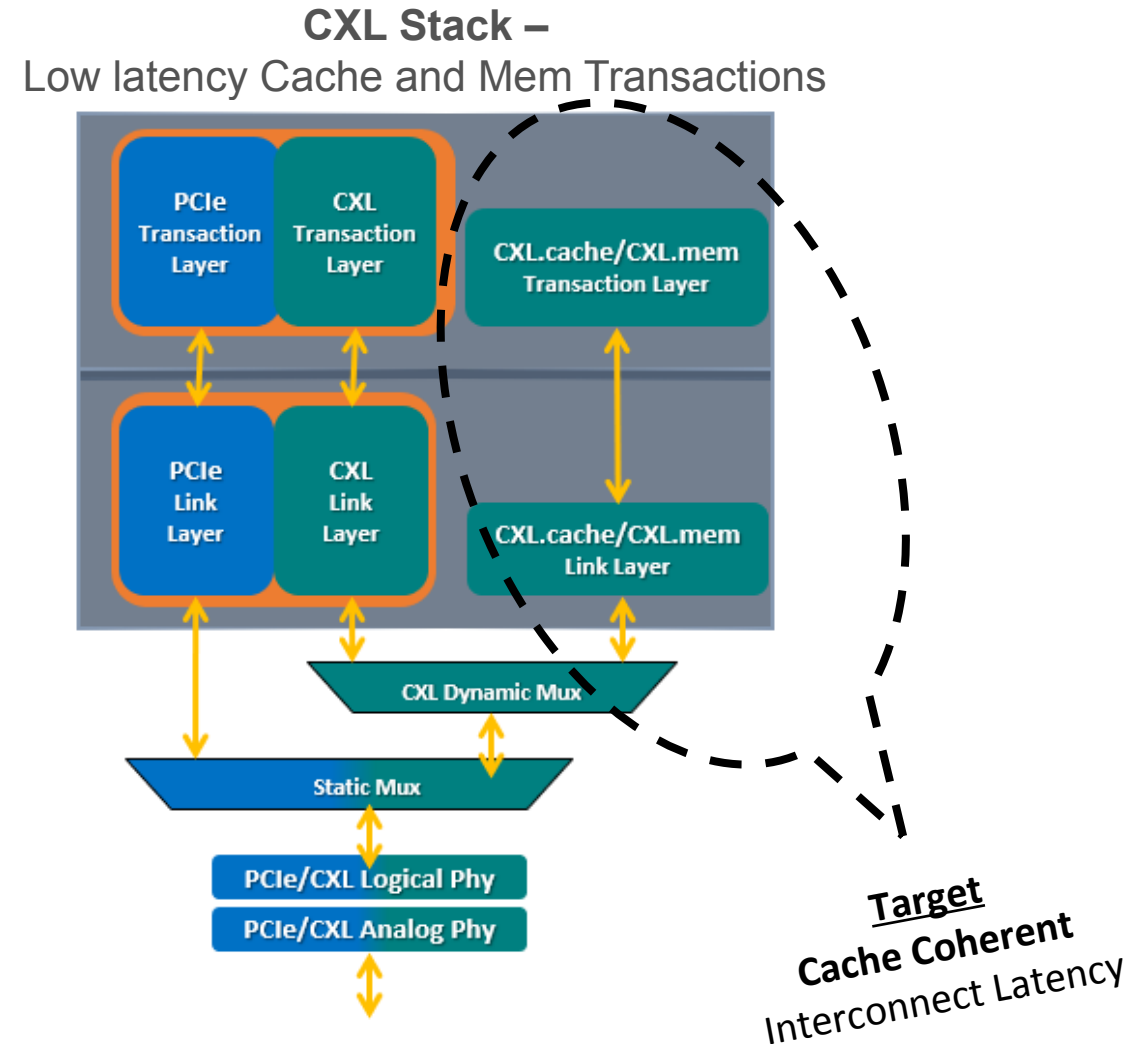 CXL Stack –
Low latency Cache and Mem Transactions
PCIe
Transaction
Layer
CXL
Transaction
Layer
CXL.cache/CXL.mem
Transaction Layer
PCIe
Link
Layer
CXL
Link
Layer
CXL.cache/CXL.mem
Link Layer
CXL Dynamic Mux
Static Mux
PCIe/CXL Logical Phy
PCIe/CXL Analog Phy
Target
Cache Coherent
Interconnect Latency